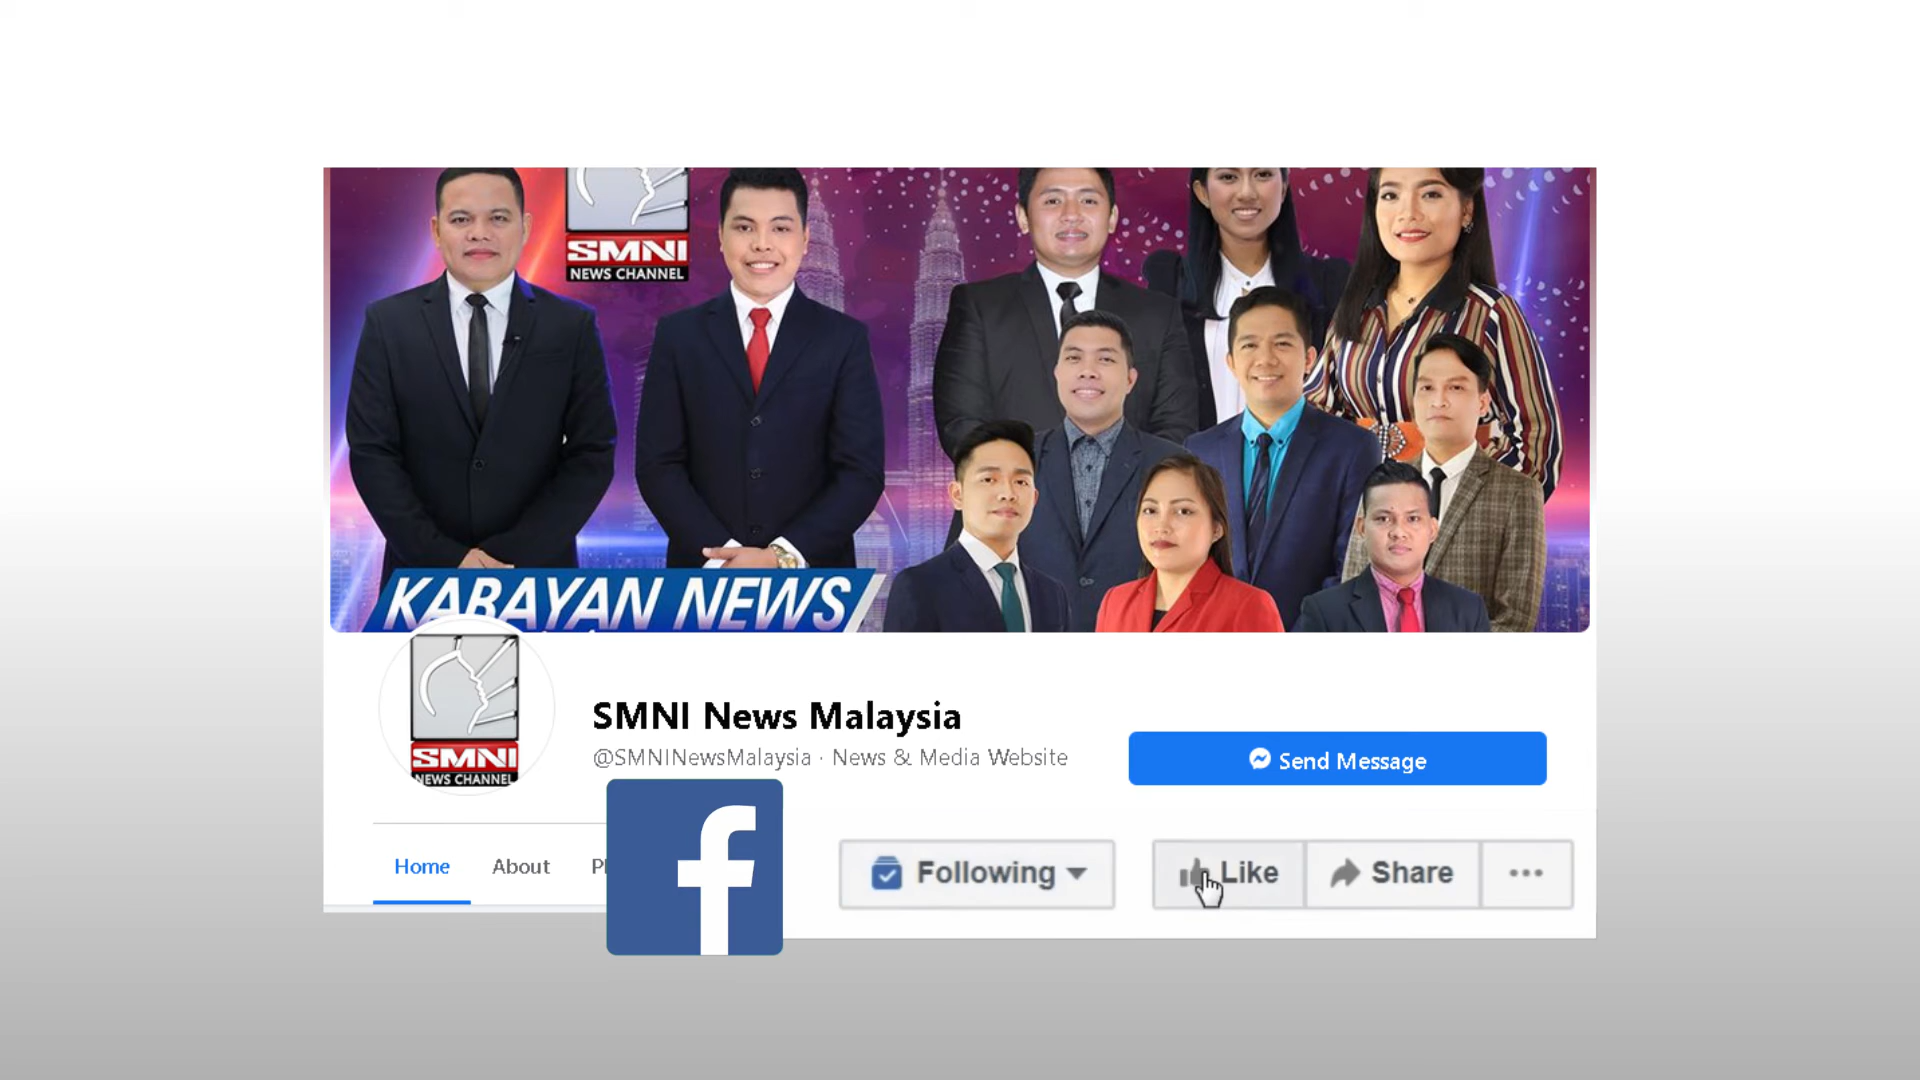 SMNI
NEWS CHANNEL
KABAYAN NEWS
SMNI
NEWS CHANNEL
SMNI News Malaysia
@SMNINewsMalaysia · News & Media Website
Send Message
Home About
Following
Like Share